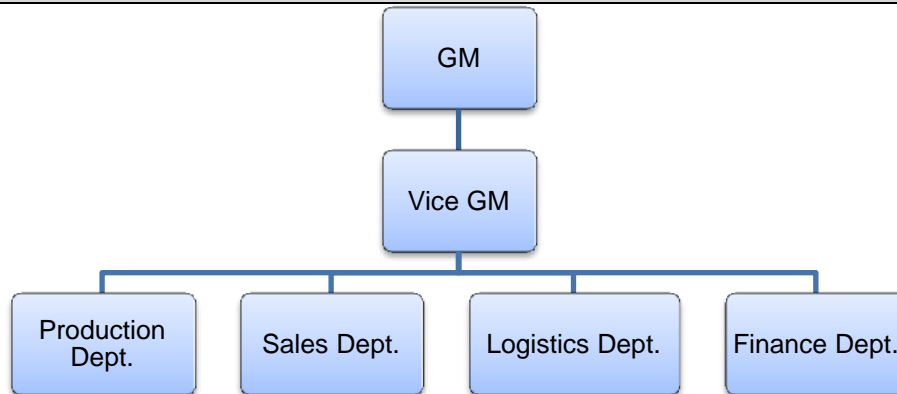 GM
Vice GM
Production
Dept.
Sales Dept.
Logistics Dept.
Finance Dept.